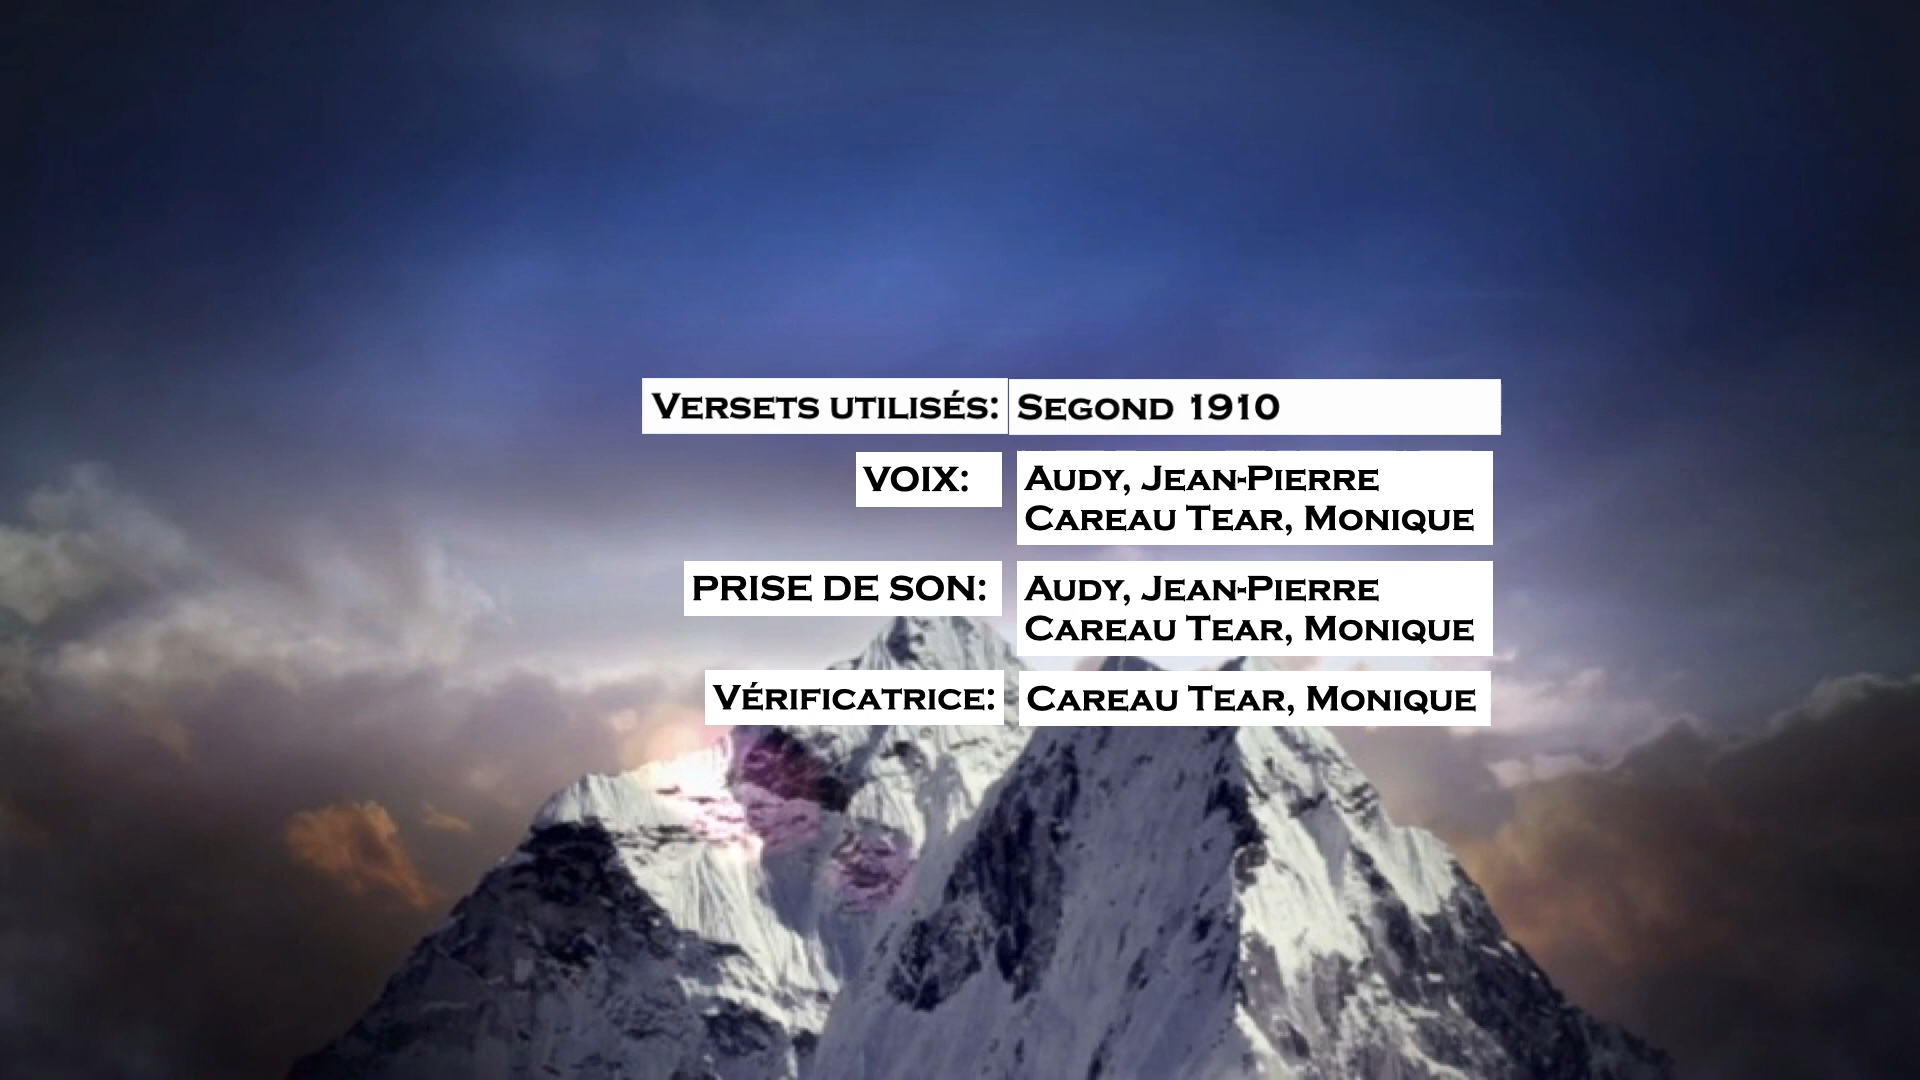 Versets utilisés: Segond 1910
VOIX: Audy, Jean-Pierre
Careau Tear, Monique
PRISE DE SON: Audy, Jean-Pierre
Careau Tear, Monique
Vérificatrice: Careau Tear, Monique